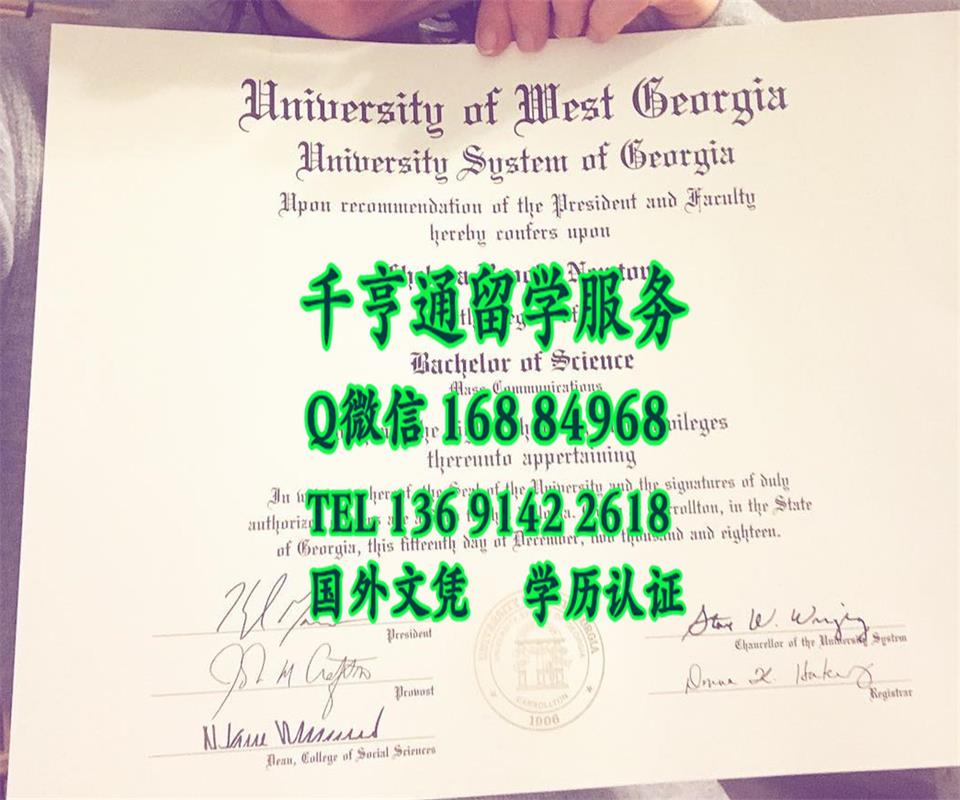 University of West Georgia
University System of Georgia
Upon recommendation of the President and Faculty
hereby confers upon
千亨通留学服务
Bachelor of Science
Mass Communications
Q微信 168 84968
thereunto appertaining
In the Seal of the University and the signatures of duly
TEL 136 9142 2618
in the State
of Georgia, this fifteenth day of December, two thousand and eighteen.
国外文凭 学历认证
President
Chancellor of the University System
Provost
Registrar
Dean, College of Social Sciences
CARROLLTON
1906